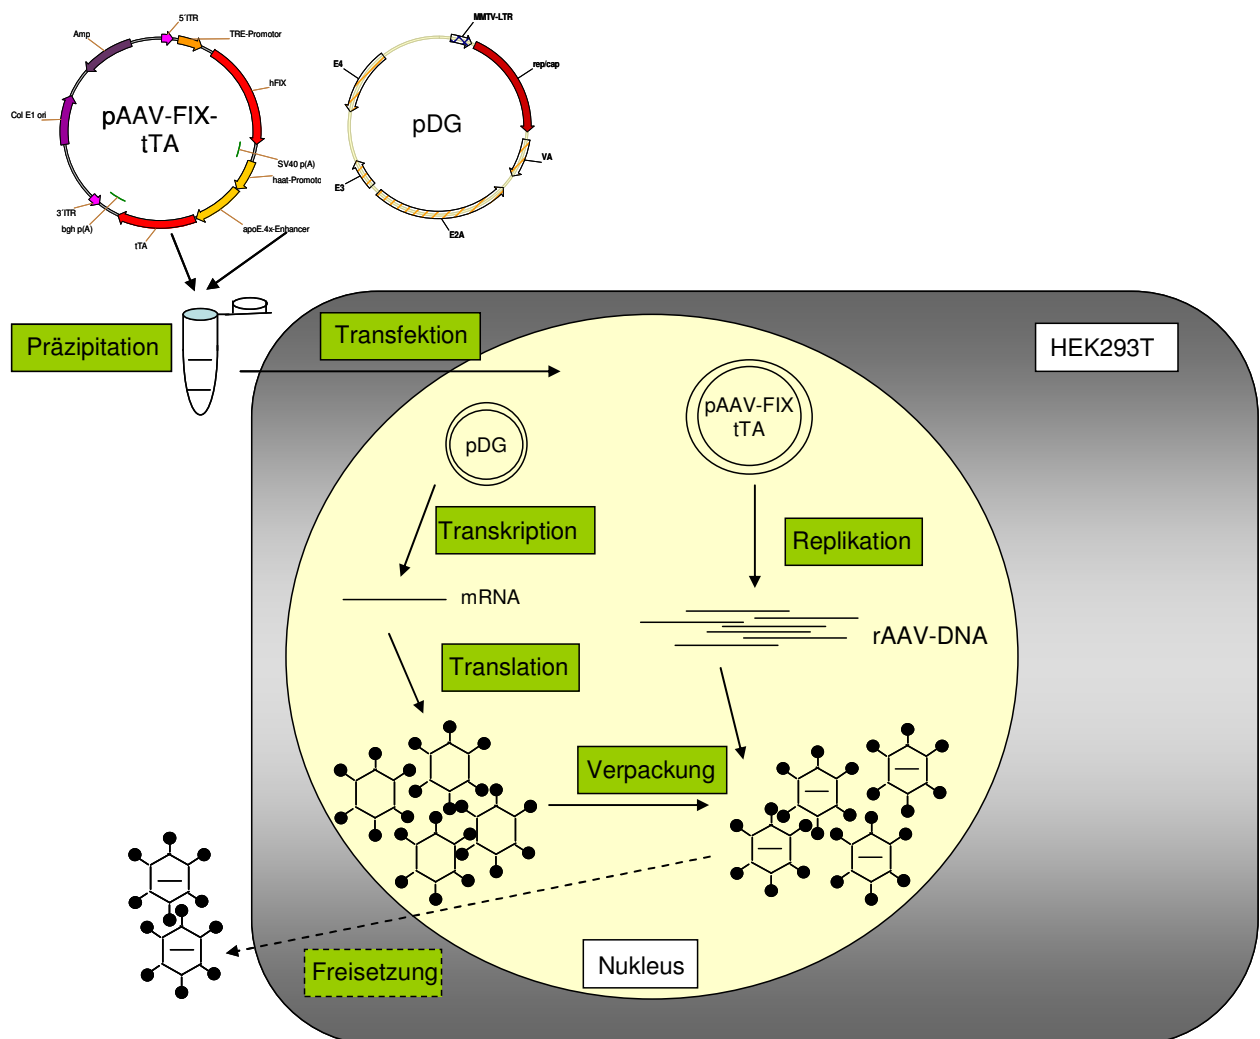 5´ITR
TRE-Promotor
hFIX
SV40 p(A)
haat-Promoto
apoE.4x-Enhancer
tTA
bgh p(A)
3´ITR
Col E1 ori
Amp
pAAV-FIX-
tTA
MMTV-LTR
rep/cap
VA
E2A
E3
E4
pDG
Präzipitation
Transfektion
HEK293T
pDG
pAAV-FIX
tTA
Transkription
Replikation
mRNA
rAAV-DNA
Translation
Verpackung
Freisetzung
Nukleus